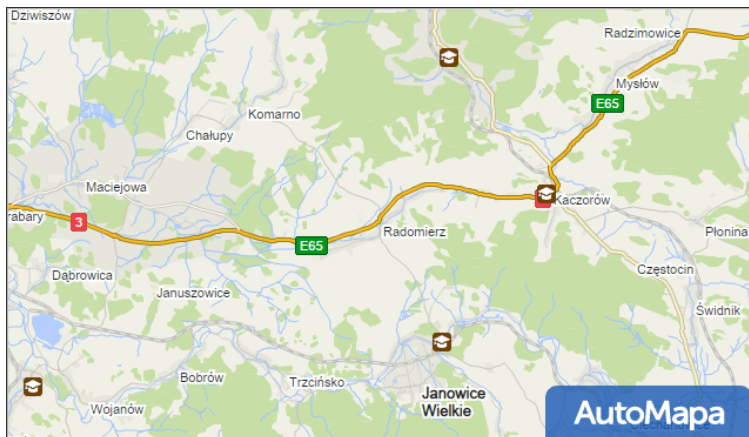 Dziwiszów
Radzimowice
Mysłów
E65
Komarno
Chałupy
Maciejowa
rabary
3
Kaczorów
Radomierz
E65
Płonina
Dąbrowica
Januszowice
Częstocin
Świdnik
Bobrów
Trzcińsko
Janowice
Wielkie
Wojanów
AutoMapa